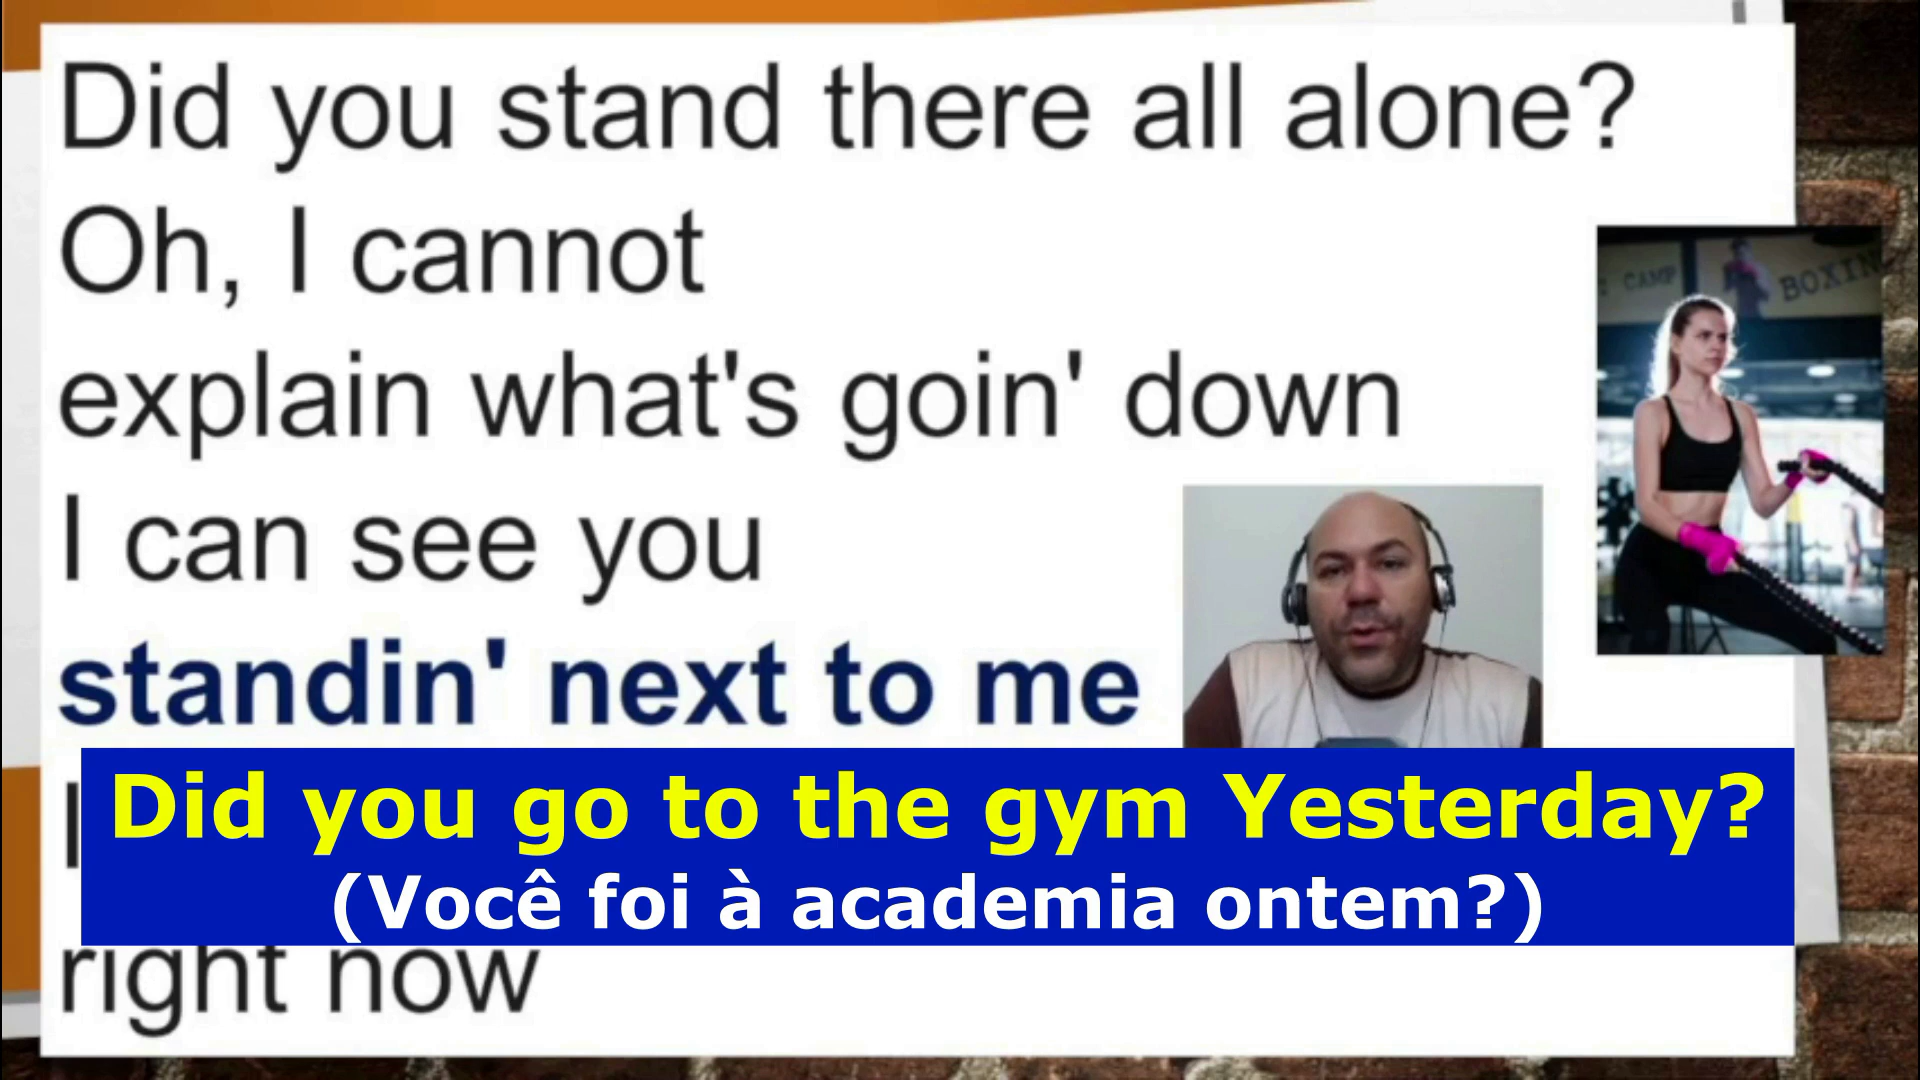 Did you stand there all alone?
Oh, I cannot
explain what's goin' down
I can see you
standin' next to me
Did you go to the gym Yesterday?
(Você foi à academia ontem?)
right now
CAMP
BOXIN